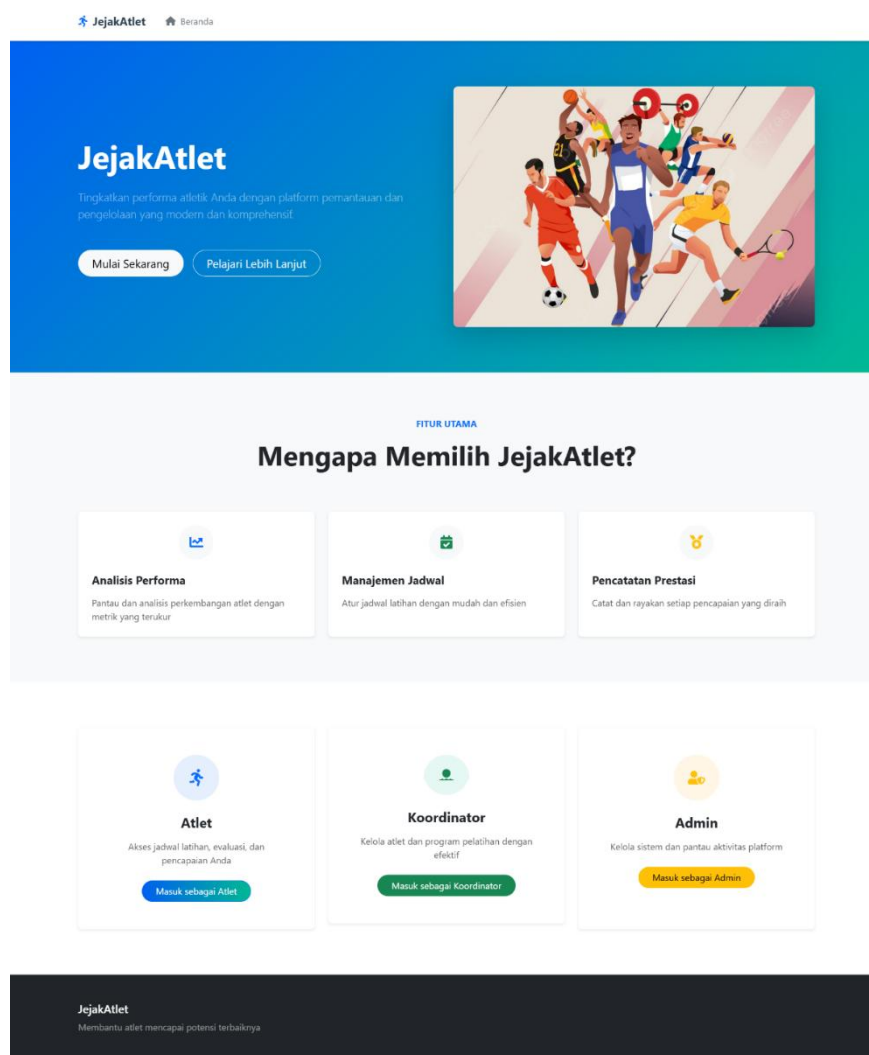 JejakAtlet Beranda
JejakAtlet
Tingkatkan performa atletik Anda dengan platform pemantauan dan
pengelolaan yang modern dan komprehensif.
Mulai Sekarang Pelajari Lebih Lanjut
21
FITUR UTAMA
Mengapa Memilih JejakAtlet?
Analisis Performa
Pantau dan analisis perkembangan atlet dengan
metrik yang terukur
Manajemen Jadwal
Atur jadwal latihan dengan mudah dan efisien
Pencatatan Prestasi
Catat dan rayakan setiap pencapaian yang diraih
Atlet
Akses jadwal latihan, evaluasi, dan
pencapaian Anda
Masuk sebagai Atlet
Koordinator
Kelola atlet dan program pelatihan dengan
efektif
Masuk sebagai Koordinator
Admin
Kelola sistem dan pantau aktivitas platform
Masuk sebagai Admin
JejakAtlet
Membantu atlet mencapai potensi terbaiknya